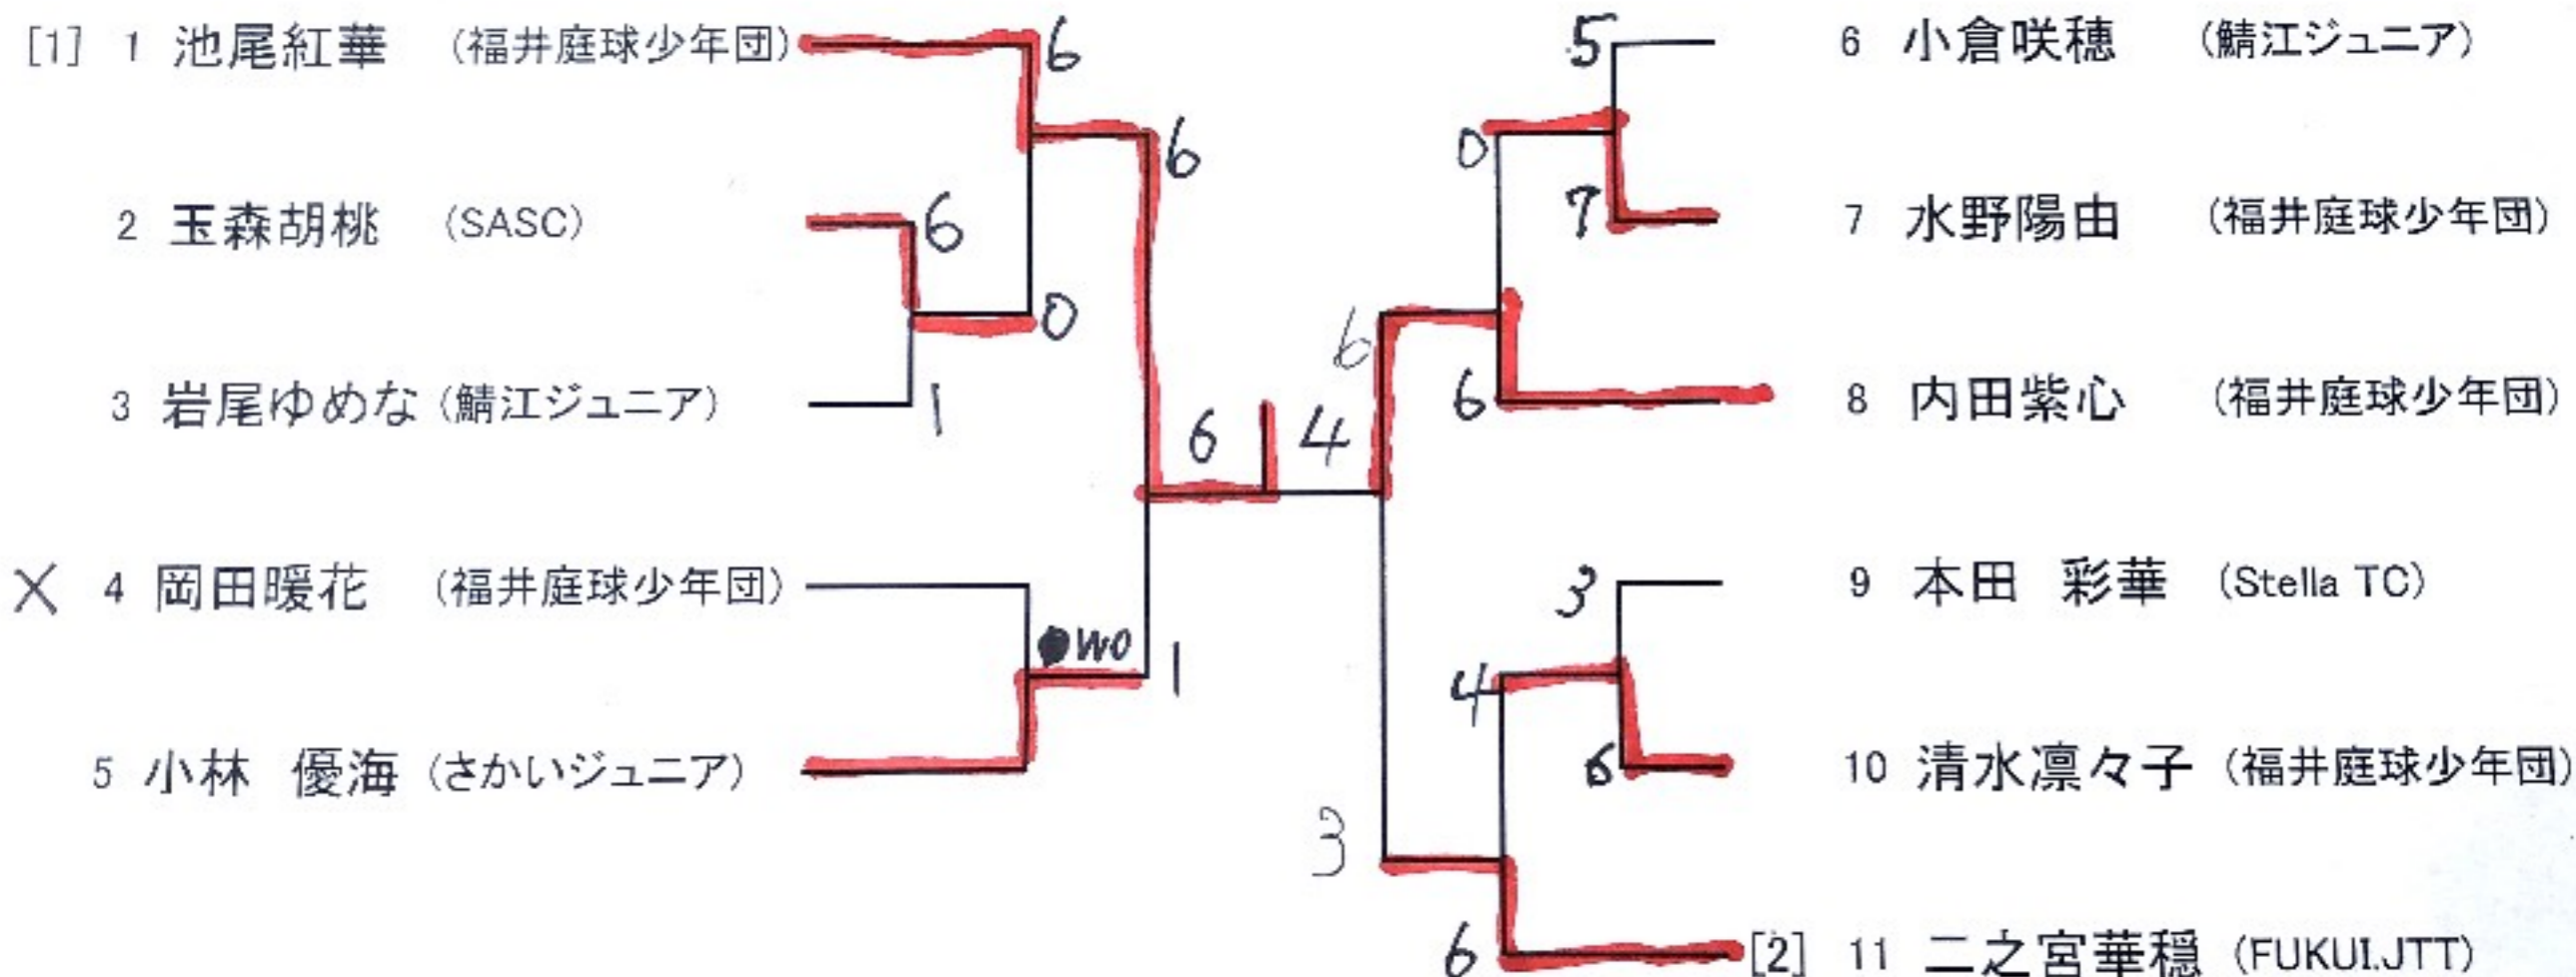 [1] 1 池尾紅華 (福井庭球少年団)
6
6
2 玉森胡桃 (SASC)
6
0
3 岩尾ゆめな (鯖江ジュニア)
1
6 4
X 4 岡田暖花 (福井庭球少年団)
WO
1
5 小林 優海 (さかいジュニア)
5 6 小倉咲穂 (鯖江ジュニア)
0
7 7 水野陽由 (福井庭球少年団)
6
6 8 内田紫心 (福井庭球少年団)
3 9 本田 彩華 (Stella TC)
4
6 10 清水凛々子 (福井庭球少年団)
3
6 [2] 11 二之宮華穏 (FUKUI.JTT)